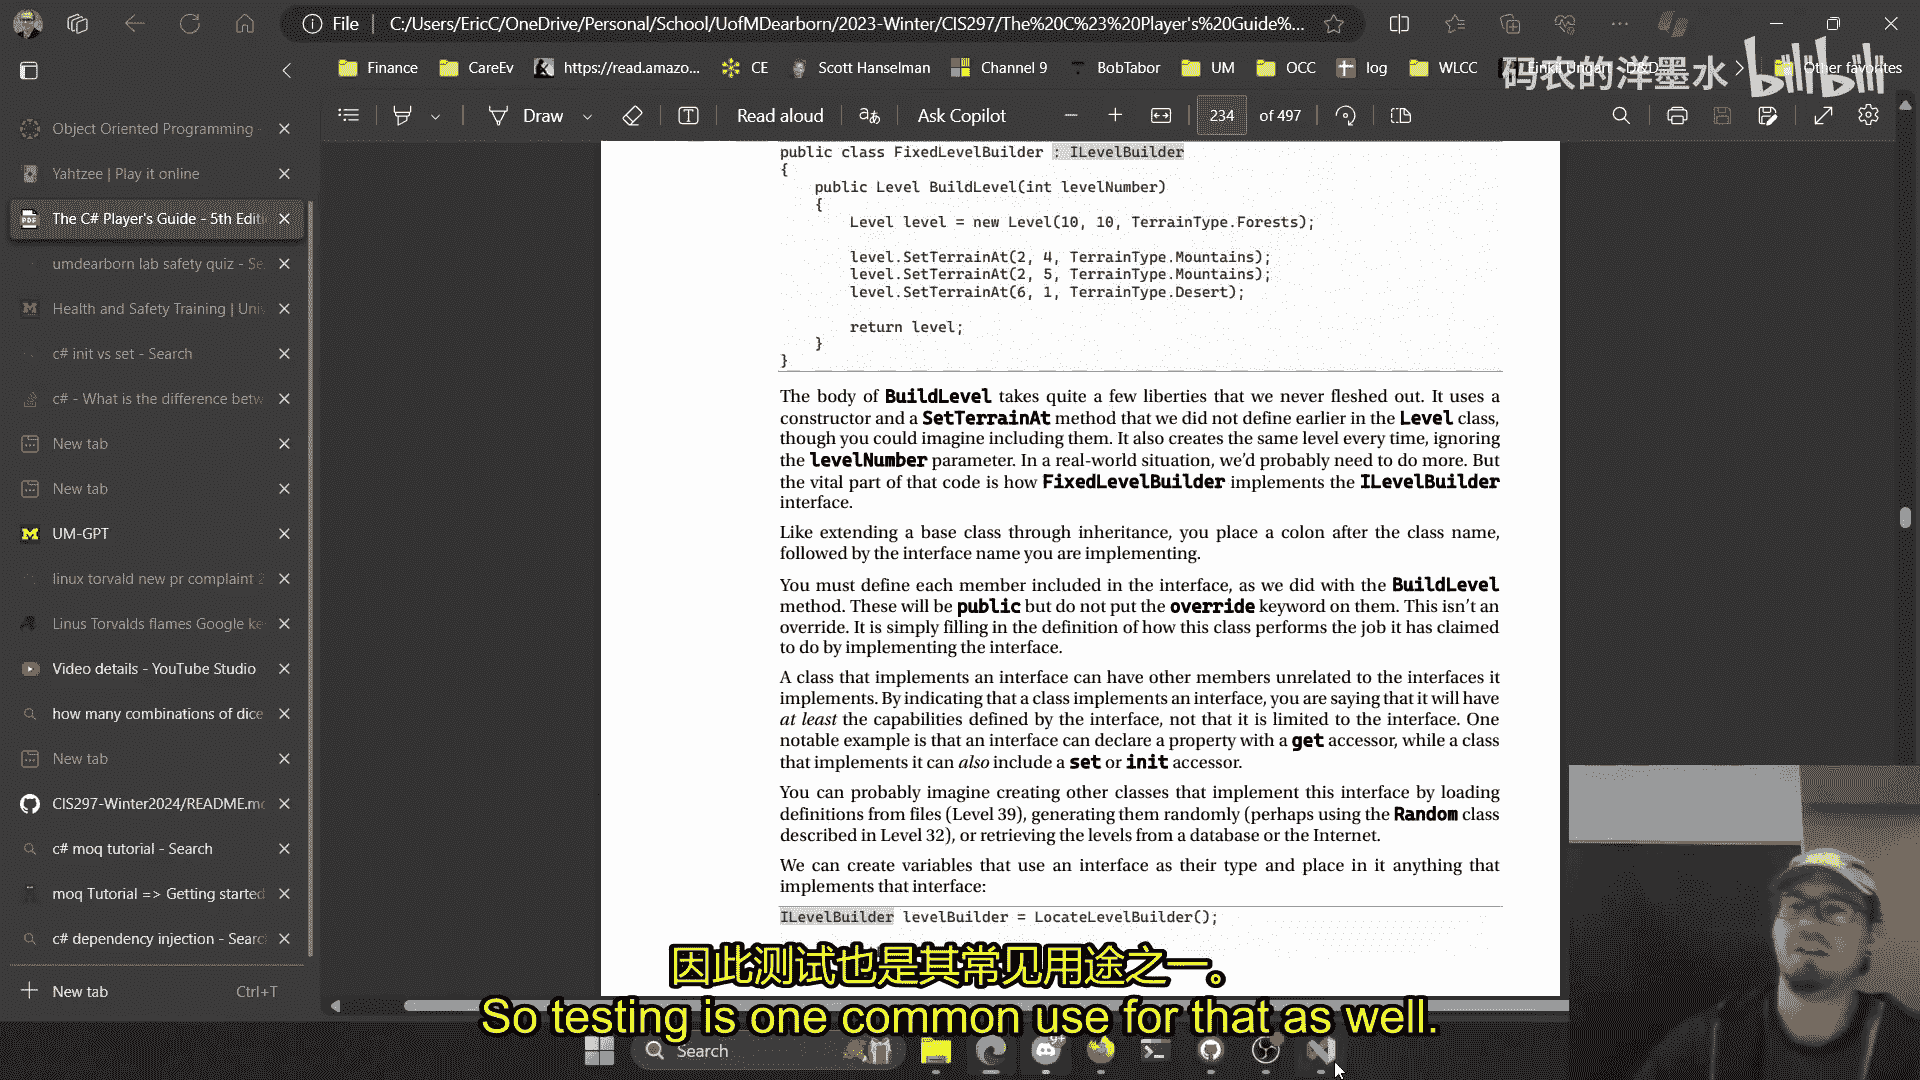 File
C:/Users/EricC/OneDrive/Personal/School/UofMDearborn/2023-Winter/CIS297/The%20C%23%20Player's%20Guide%...
Finance
CareEv
https://read.amazo...
CE
Scott Hanselman
Channel 9
BobTabor
UM
OCC
log
WLCC
Other favorites
码农的洋墨水
bilibili
Draw
Read aloud
Ask Copilot
234
of 497
Object Oriented Programming -
Yahtzee | Play it online
The C# Player's Guide - 5th Editi
umdearborn lab safety quiz - Se
Health and Safety Training | Univ
c# init vs set - Search
c# - What is the difference betw
New tab
New tab
UM-GPT
linux torvald new pr complaint 2
Linus Torvalds flames Google ke
Video details - YouTube Studio
how many combinations of dice
New tab
CIS297-Winter2024/README.md
c# moq tutorial - Search
moq Tutorial => Getting started
c# dependency injection - Search
New tab
Ctrl+T
public class FixedLevelBuilder : ILevelBuilder
{
public Level BuildLevel(int levelNumber)
{
Level level = new Level(10, 10, TerrainType.Forests);
level.SetTerrainAt(2, 4, TerrainType.Mountains);
level.SetTerrainAt(2, 5, TerrainType.Mountains);
level.SetTerrainAt(6, 1, TerrainType.Desert);
return level;
}
}
The body of BuildLevel takes quite a few liberties that we never fleshed out. It uses a
constructor and a SetTerrainAt method that we did not define earlier in the Level class,
though you could imagine including them. It also creates the same level every time, ignoring
the levelNumber parameter. In a real-world situation, we'd probably need to do more. But
the vital part of that code is how FixedLevelBuilder implements the ILevelBuilder
interface.
Like extending a base class through inheritance, you place a colon after the class name,
followed by the interface name you are implementing.
You must define each member included in the interface, as we did with the BuildLevel
method. These will be public but do not put the override keyword on them. This isn't an
override. It is simply filling in the definition of how this class performs the job it has claimed
to do by implementing the interface.
A class that implements an interface can have other members unrelated to the interfaces it
implements. By indicating that a class implements an interface, you are saying that it will have
at least the capabilities defined by the interface, not that it is limited to the interface. One
notable example is that an interface can declare a property with a get accessor, while a class
that implements it can also include a set or init accessor.
You can probably imagine creating other classes that implement this interface by loading
definitions from files (Level 39), generating them randomly (perhaps using the Random class
described in Level 32), or retrieving the levels from a database or the Internet.
We can create variables that use an interface as their type and place in it anything that
implements that interface:
ILevelBuilder levelBuilder = LocateLevelBuilder();
因此测试也是其常见用途之一。
So testing is one common use for that as well.
Search